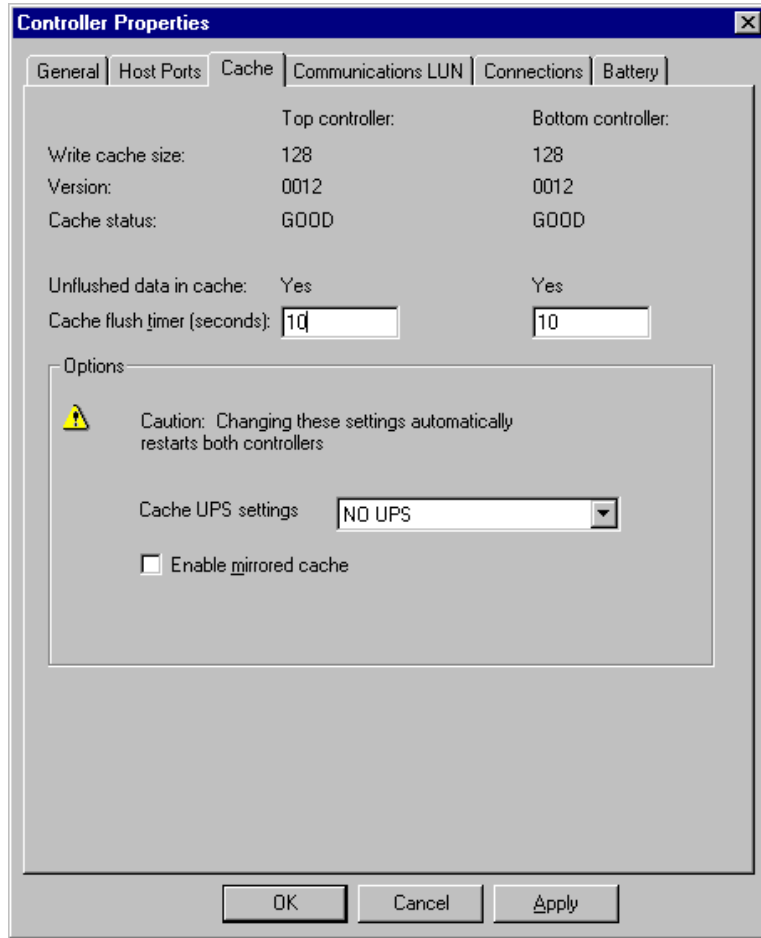 Controller Properties
General Host Ports Cache Communications LUN Connections Battery
Top controller: Bottom controller:
Write cache size: 128 128
Version: 0012 0012
Cache status: GOOD GOOD
Unflushed data in cache: Yes Yes
Cache flush timer (seconds): 10 10
Options
Caution: Changing these settings automatically
restarts both controllers
Cache UPS settings NO UPS
Enable mirrored cache
OK Cancel Apply